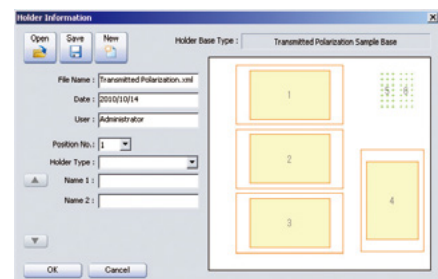 Holder Information
Open Save New
Holder Base Type : Transmitted Polarization Sample Base
File Name : Transmitted Polarization.xml
Date : 2010/10/14
User : Administrator
Position No.: 1
Holder Type :
Name 1 :
Name 2 :
OK Cancel
1
5 6
2
4
3